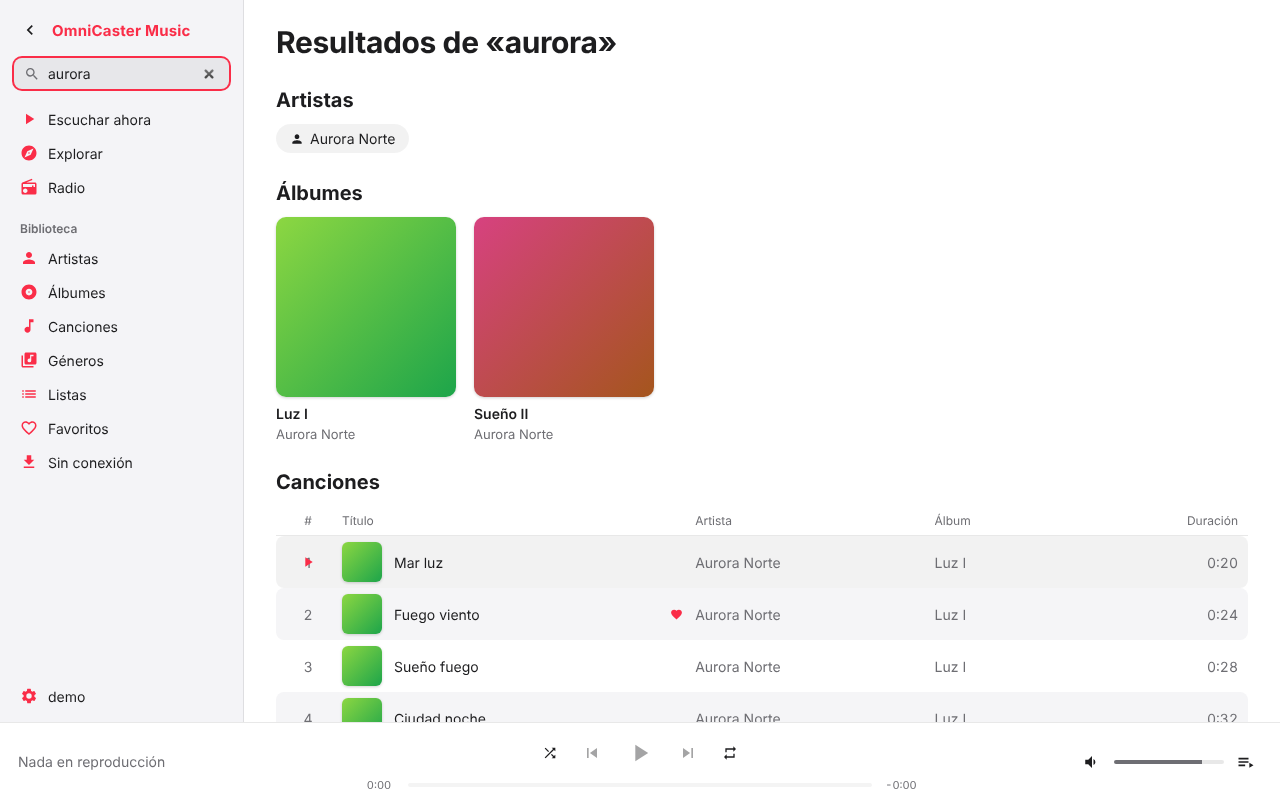 OmniCaster Music
aurora
Escuchar ahora
Explorar
Radio
Biblioteca
Artistas
Álbumes
Canciones
Géneros
Listas
Favoritos
Sin conexión
demo
Resultados de «aurora»
Artistas
Aurora Norte
Álbumes
Luz I
Aurora Norte
Sueño II
Aurora Norte
Canciones
# Título Artista Álbum Duración
Mar luz Aurora Norte Luz I 0:20
2 Fuego viento Aurora Norte Luz I 0:24
3 Sueño fuego Aurora Norte Luz I 0:28
4 Ciudad noche Aurora Norte Luz I 0:32
Nada en reproducción
0:00 -0:00